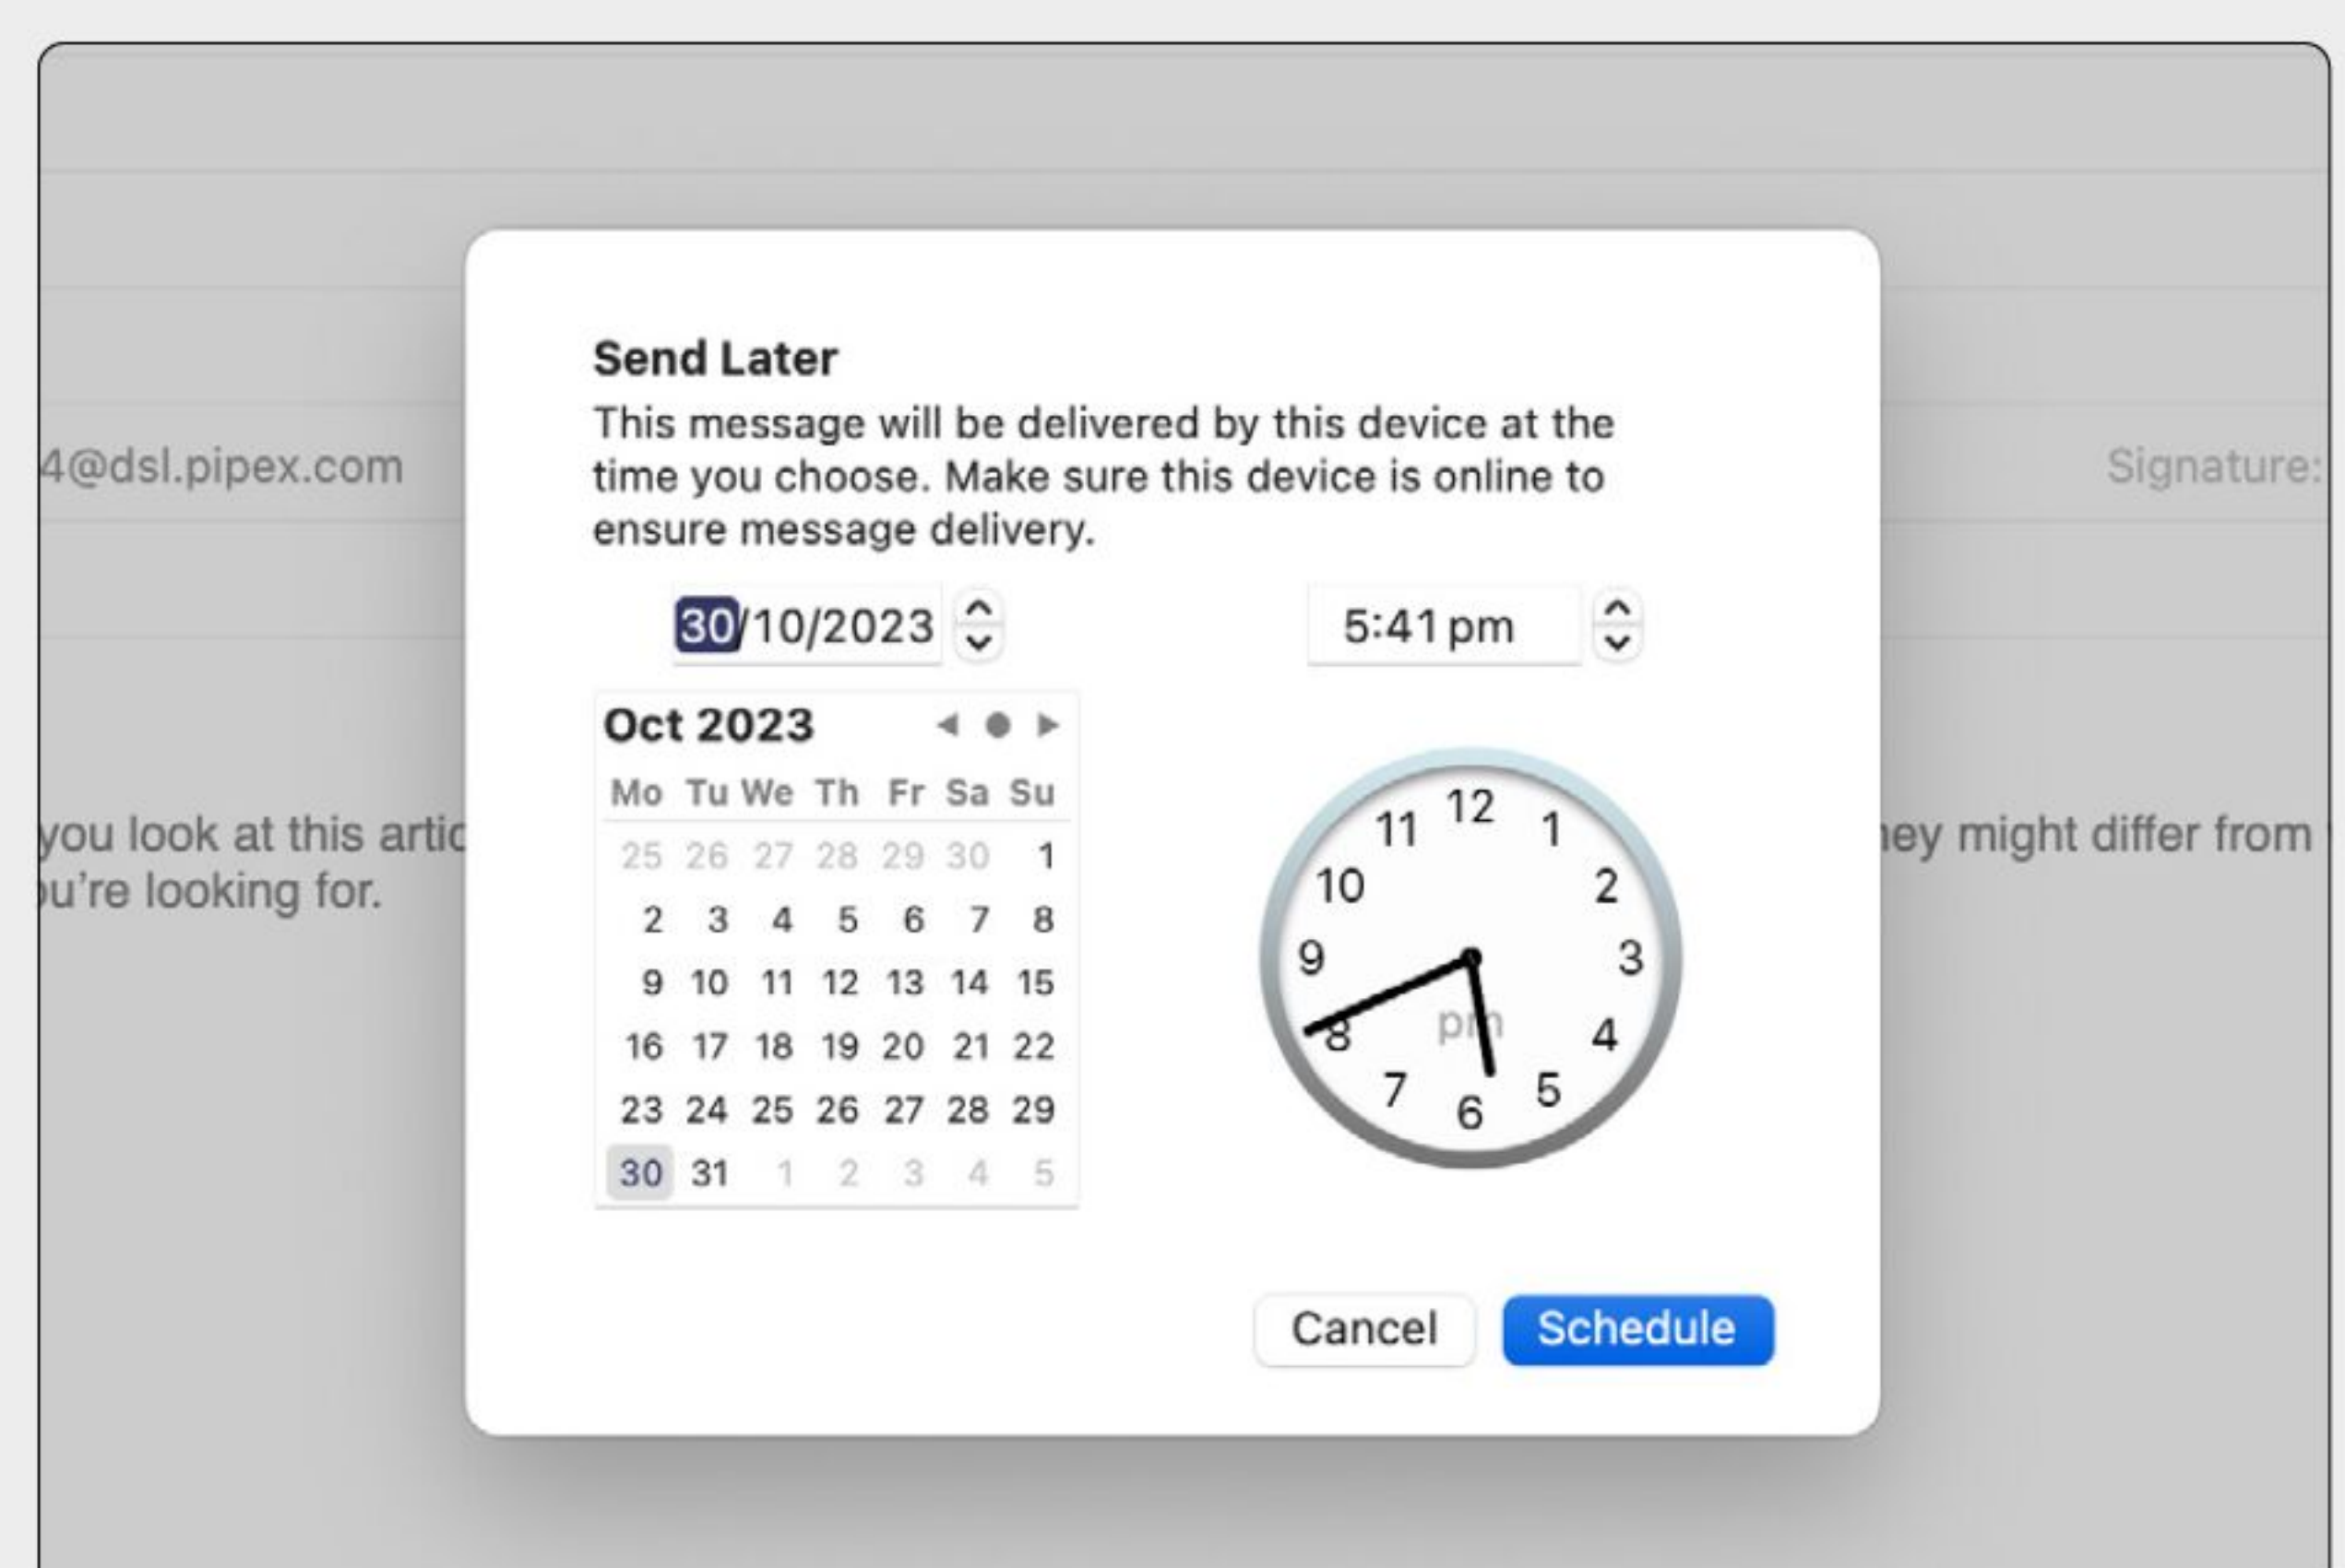 Send Later
This message will be delivered by this device at the
time you choose. Make sure this device is online to
ensure message delivery.
4@dsl.pipex.com
Signature:
30/10/2023
5:41 pm
Oct 2023
Mo Tu We Th Fr Sa Su
25 26 27 28 29 30 1
2 3 4 5 6 7 8
9 10 11 12 13 14 15
16 17 18 19 20 21 22
23 24 25 26 27 28 29
30 31 1 2 3 4 5
12
11 1
10 2
9 3
pm
8 4
7 5
6
you look at this
might differ from
looking for.
Cancel
Schedule